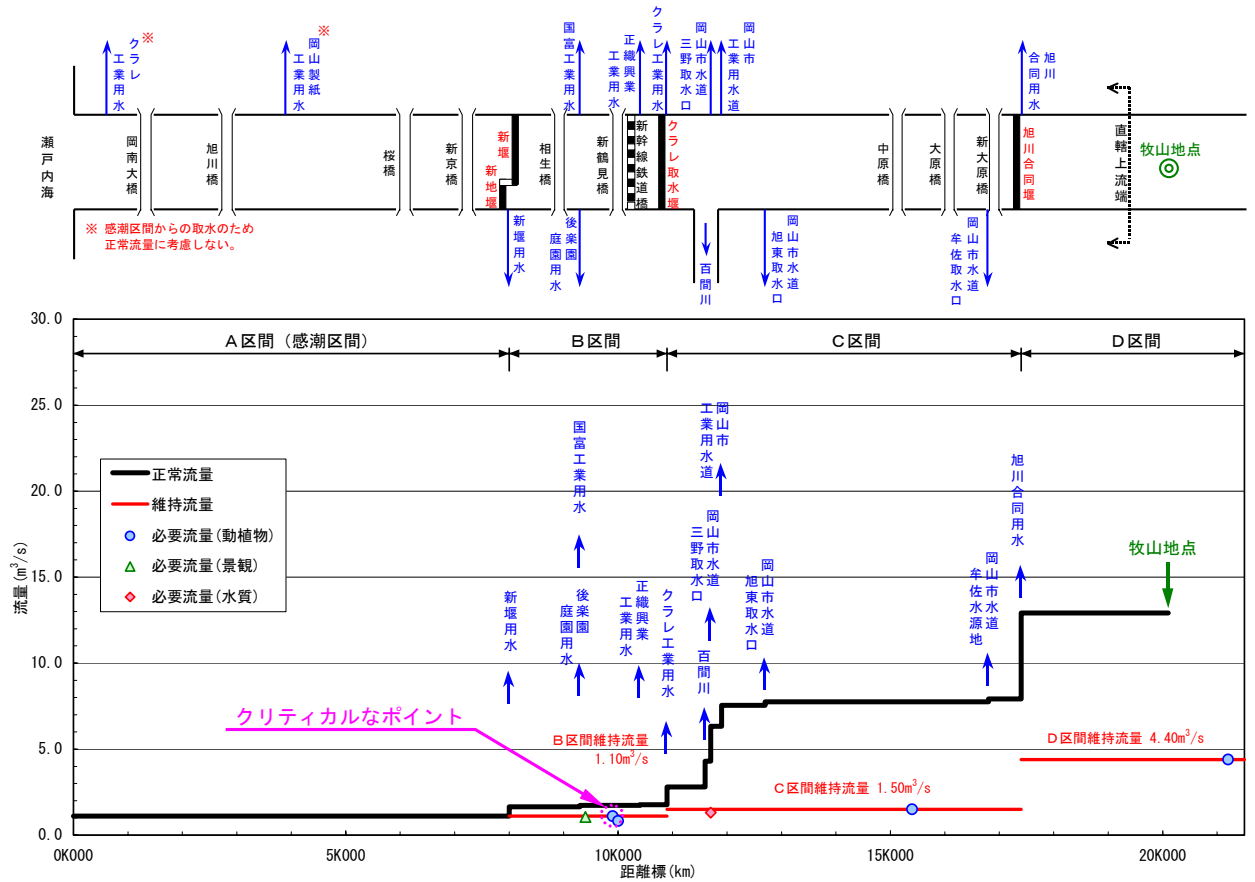 クラレ
工業用水
※
岡山製紙
工業用水
※
国富工業用水
正織興業
工業用水
クラレ工業用水
岡山市水道
三野取水口
岡山市
工業用水道
旭川
合同用水
瀬戸内海
岡南大橋
旭川橋
桜橋
新京橋
新堰
新地堰
相生橋
新鶴見橋
新幹線鉄道橋
クラレ取水堰
中原橋
大原橋
新大原橋
旭川合同堰
直轄上流端
牧山地点
※ 感潮区間からの取水のため
正常流量に考慮しない。
新堰用水
後楽園
庭園用水
百間川
岡山市水道
旭東取水口
岡山市水道
牟佐取水口
30.0
25.0
20.0
15.0
10.0
5.0
0.0
流量(m³/s)
A区間(感潮区間)
B区間
C区間
D区間
正常流量
維持流量
必要流量(動植物)
必要流量(景観)
必要流量(水質)
新堰用水
国富工業用水
後楽園
庭園用水
正織興業
工業用水
クラレ工業用水
岡山市水道
三野取水口
百間川
岡山市
工業用水道
岡山市水道
旭東取水口
岡山市水道
牟佐水源地
旭川合同用水
牧山地点
クリティカルなポイント
B区間維持流量
1.10m³/s
C区間維持流量 1.50m³/s
D区間維持流量 4.40m³/s
0K000
5K000
10K000
15K000
20K000
距離標(km)